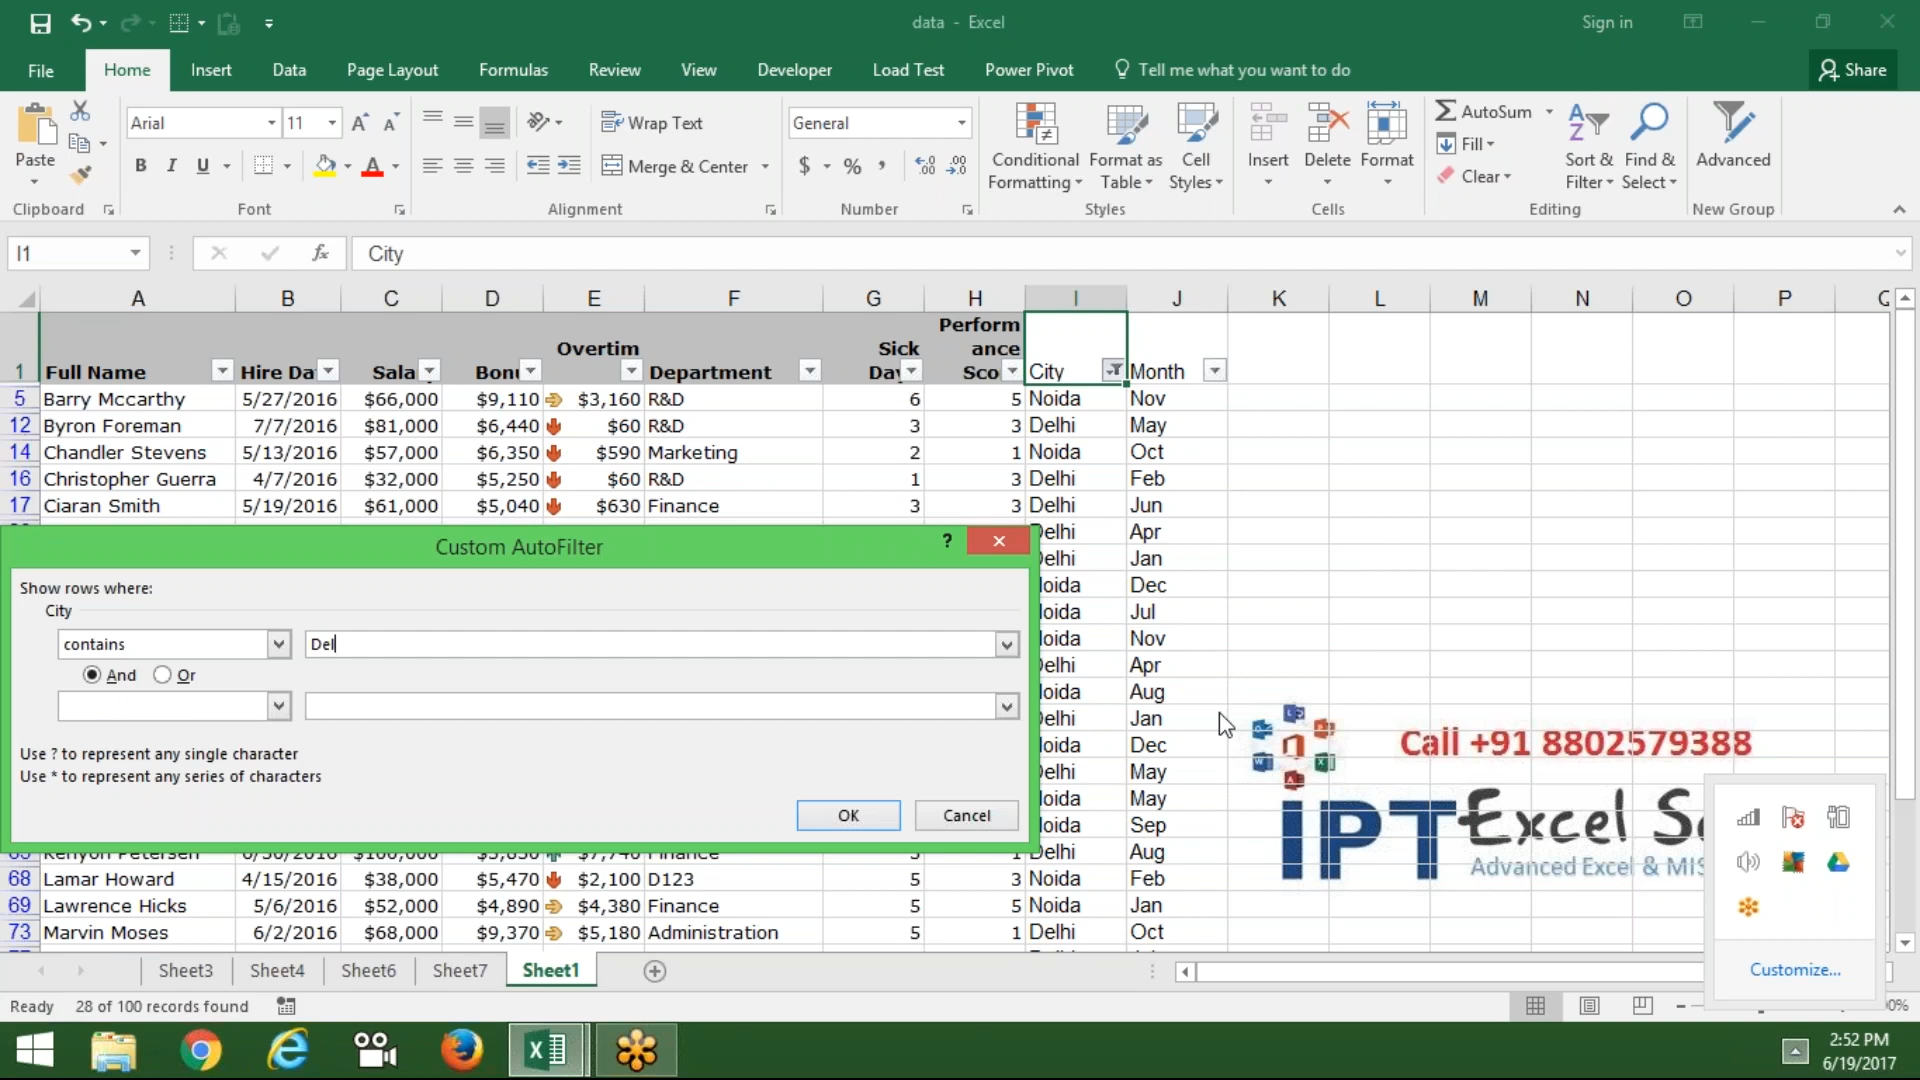 data - Excel
Sign in
File Home Insert Data Page Layout Formulas Review View Developer Load Test Power Pivot Tell me what you want to do Share
Paste
Clipboard
Arial 11
B I U
Font
Wrap Text
Merge & Center
Alignment
General
$ % ,
Number
Conditional Formatting
Format as Table
Cell Styles
Styles
Insert Delete Format
Cells
AutoSum
Fill
Clear
Sort & Filter
Find & Select
Editing
Advanced
New Group
I1 fx City
A B C D E F G H I J K L M N O P
1 Full Name Hire Da Sala Bon Overtim Department Sick Day Perform ance Sco City Month
5 Barry Mccarthy 5/27/2016 $66,000 $9,110 $3,160 R&D 6 5 Noida Nov
12 Byron Foreman 7/7/2016 $81,000 $6,440 $60 R&D 3 3 Delhi May
14 Chandler Stevens 5/13/2016 $57,000 $6,350 $590 Marketing 2 1 Noida Oct
16 Christopher Guerra 4/7/2016 $32,000 $5,250 $60 R&D 1 3 Delhi Feb
17 Ciaran Smith 5/19/2016 $61,000 $5,040 $630 Finance 3 3 Delhi Jun
Delhi Apr
Delhi Jan
Noida Dec
Noida Jul
Noida Nov
Delhi Apr
Noida Aug
Delhi Jan
Noida Dec
Delhi May
Noida May
Noida Sep
Delhi Aug
Custom AutoFilter
?
Show rows where:
City
contains Del
And Or
Use ? to represent any single character
Use * to represent any series of characters
OK Cancel
Kenyon Petersen Finance
68 Lamar Howard 4/15/2016 $38,000 $5,470 $2,100 D123 5 3 Noida Feb
69 Lawrence Hicks 5/6/2016 $52,000 $4,890 $4,380 Finance 5 5 Noida Jan
73 Marvin Moses 6/2/2016 $68,000 $9,370 $5,180 Administration 5 1 Delhi Oct
Call +91 8802579388
IPT Excel S
Advanced Excel & MIS
Customize...
Sheet3 Sheet4 Sheet6 Sheet7 Sheet1
Ready 28 of 100 records found
2:52 PM
6/19/2017